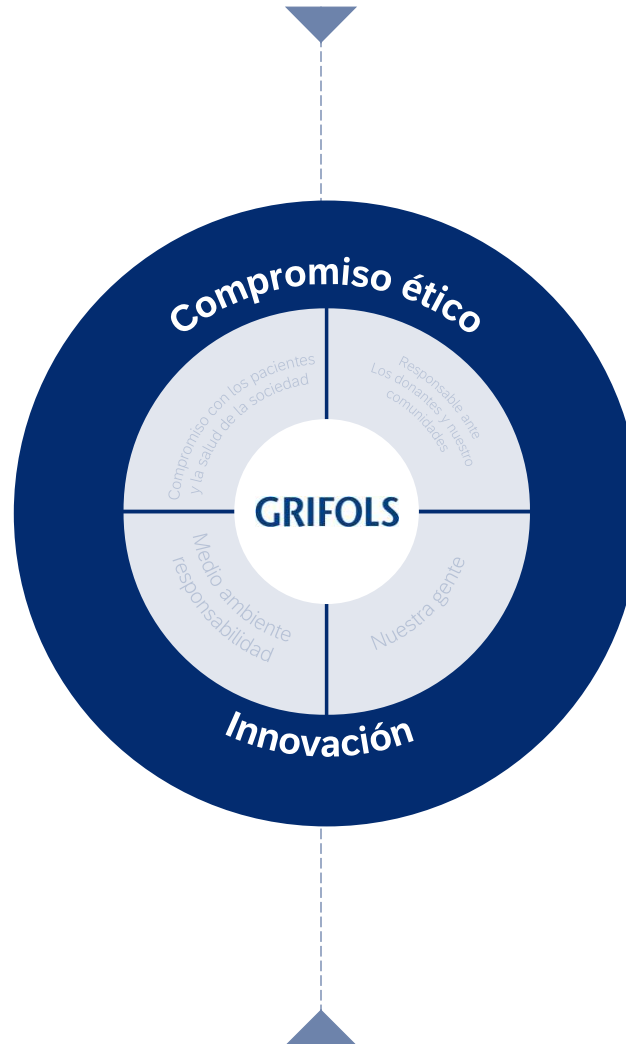 Compromiso ético
Compromiso con los pacientes
y la salud de la sociedad
Responsable ante
Los donantes y nuestro
comunidades
GRIFOLS
Medio ambiente
responsabilidad
Nuestra gente
Innovación